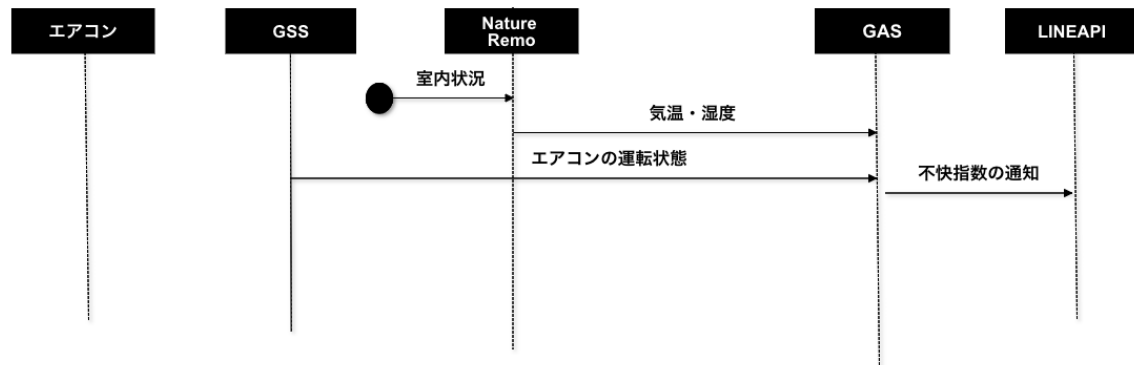 エアコン
GSS
Nature
Remo
GAS
LINEAPI
室内状況
気温・湿度
エアコンの運転状態
不快指数の通知